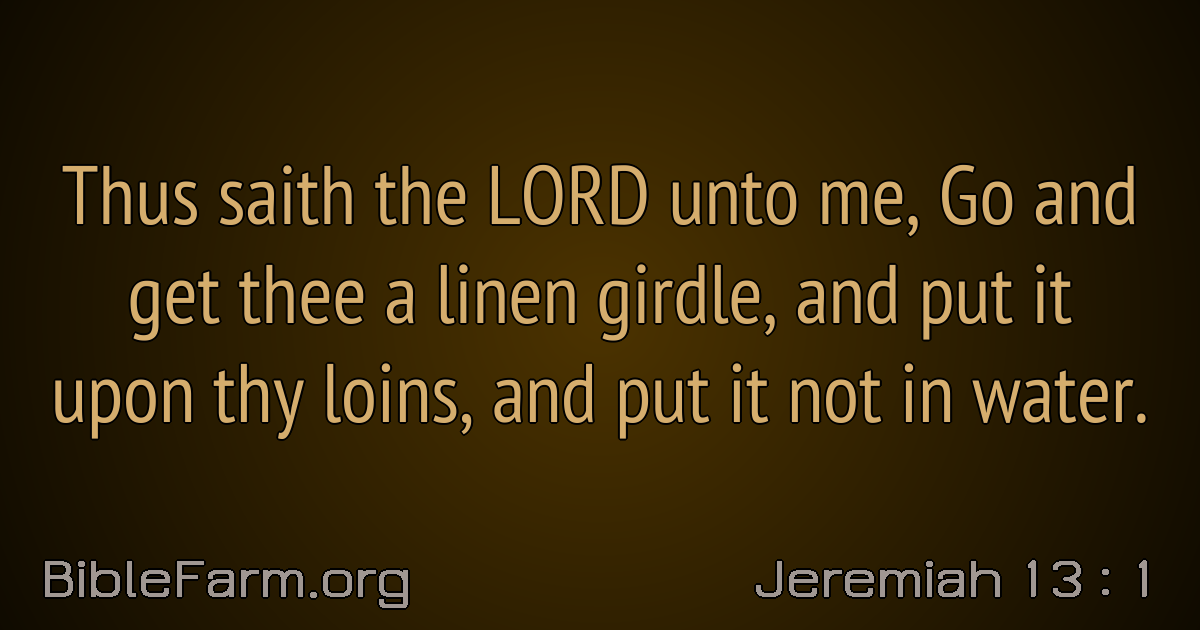 Thus saith the LORD unto me, Go and
get thee a linen girdle, and put it
upon thy loins, and put it not in water.
BibleFarm.org
Jeremiah 13 : 1